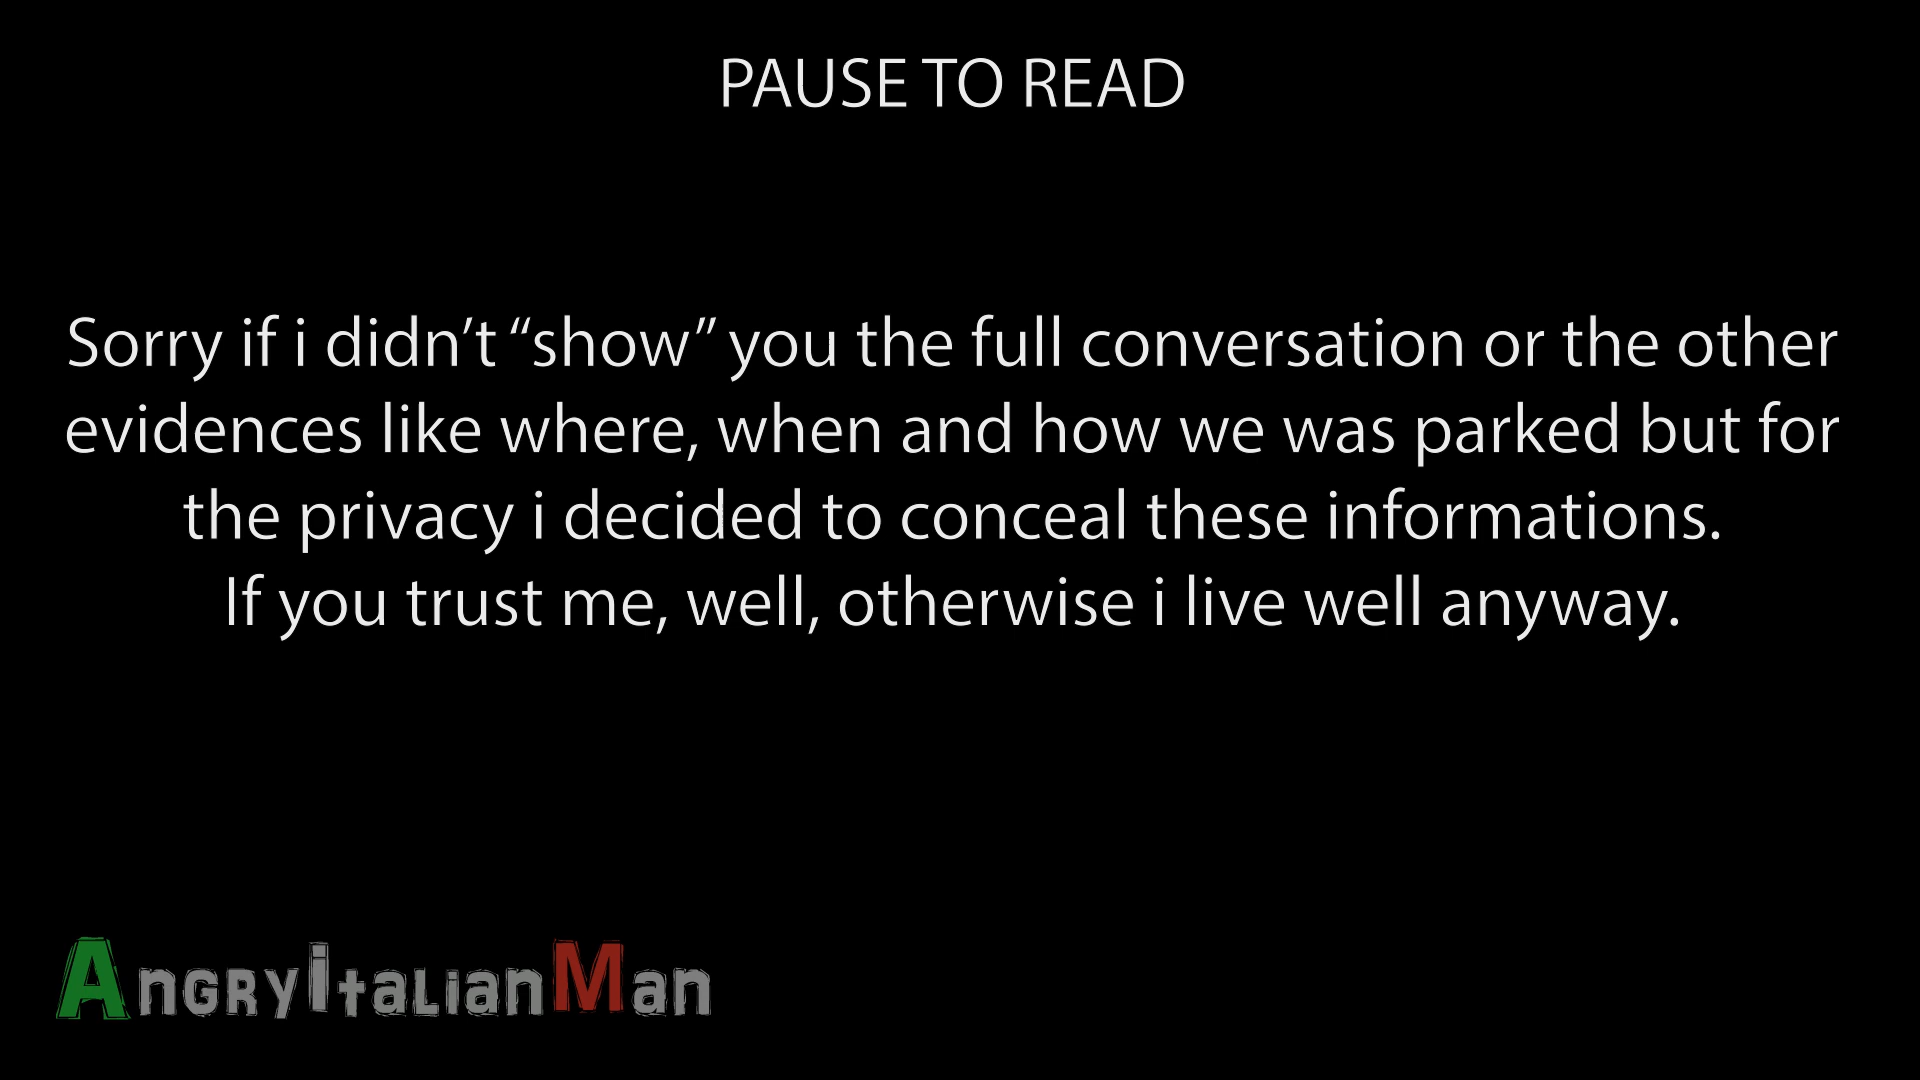 PAUSE TO READ
Sorry if i didn’t “show” you the full conversation or the other
evidences like where, when and how we was parked but for
the privacy i decided to conceal these informations.
If you trust me, well, otherwise i live well anyway.
AngryItalianMan